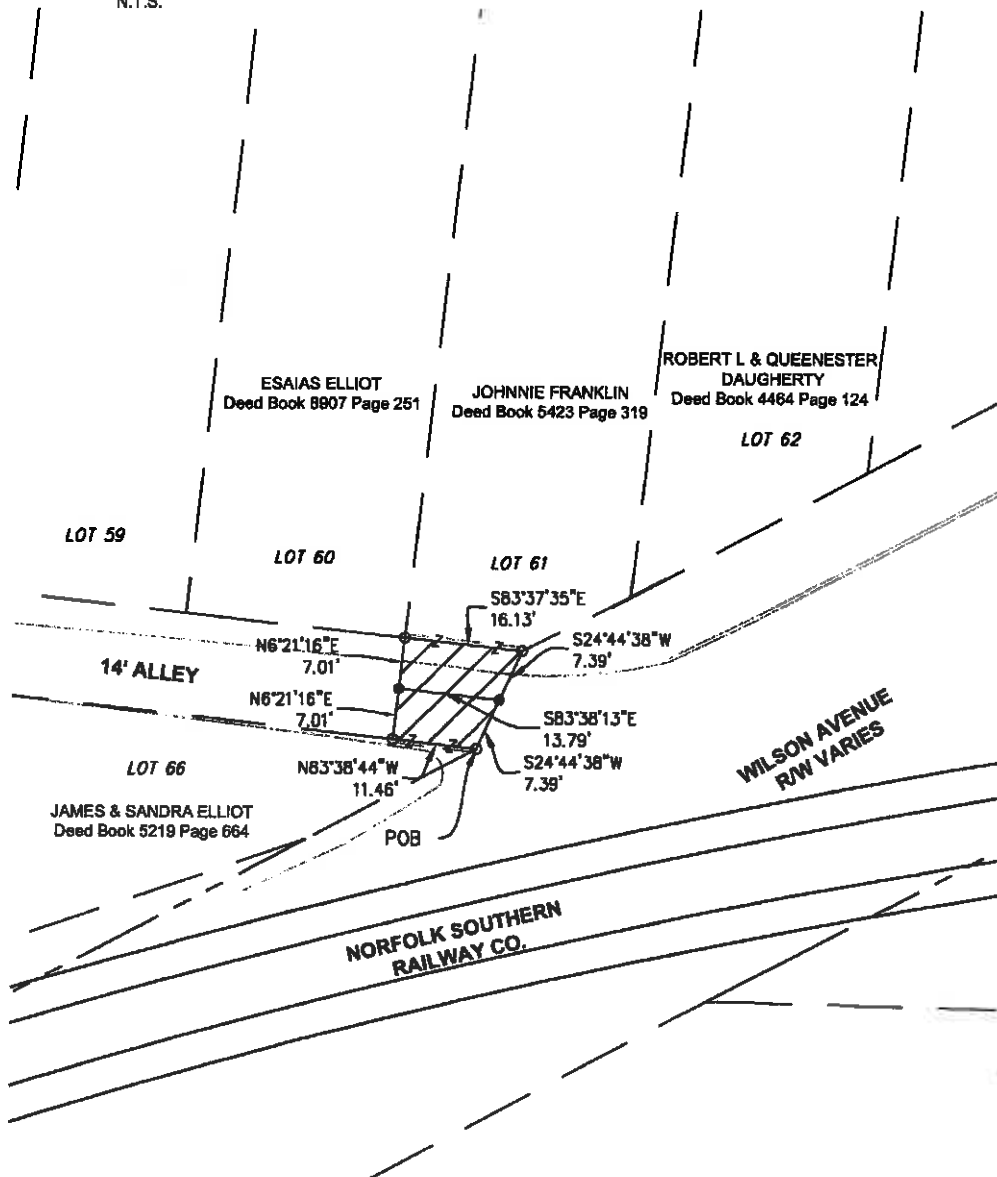 N.T.S.
ESAIAS ELLIOT
Deed Book 8907 Page 251
JOHNNIE FRANKLIN
Deed Book 5423 Page 319
ROBERT L & QUEENESTER
DAUGHERTY
Deed Book 4464 Page 124
LOT 62
LOT 59
LOT 60
LOT 61
S83°37'35"E
16.13'
N6°21'16"E
7.01'
S24°44'38"W
7.39'
14' ALLEY
N6°21'16"E
7.01'
S83°38'13"E
13.79'
N83°38'44"W
11.46'
S24°44'38"W
7.39'
LOT 66
JAMES & SANDRA ELLIOT
Deed Book 5219 Page 664
POB
WILSON AVENUE
R/W VARIES
NORFOLK SOUTHERN
RAILWAY CO.